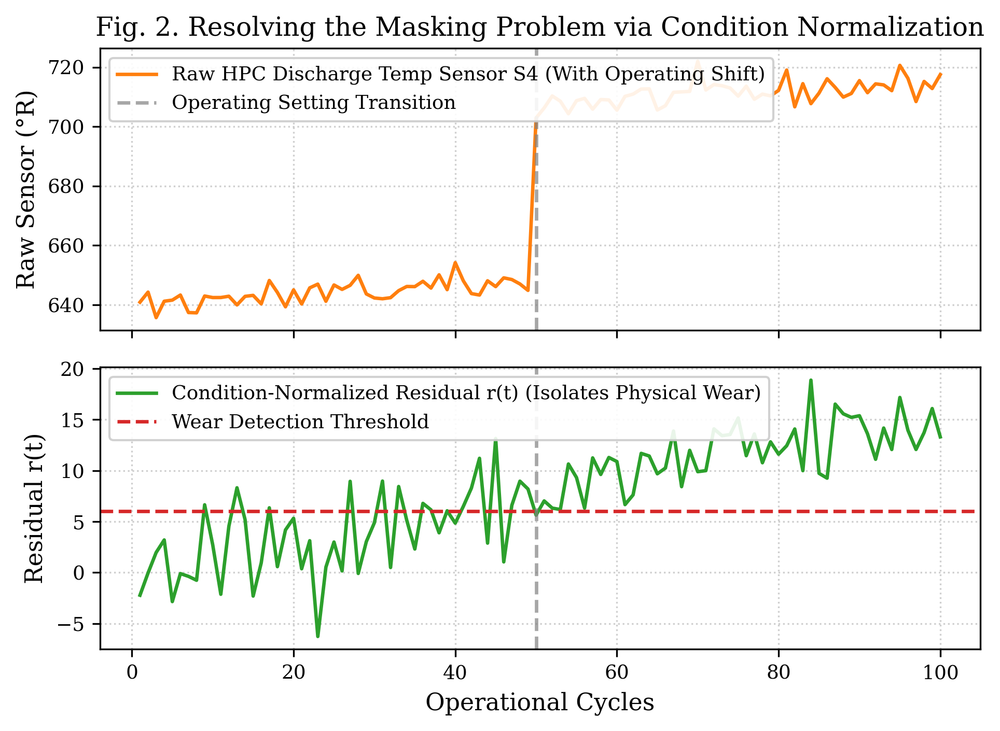 Fig. 2. Resolving the Masking Problem via Condition Normalization
Raw Sensor (°R)
720
700
680
660
640
Raw HPC Discharge Temp Sensor S4 (With Operating Shift)
Operating Setting Transition
Residual r(t)
20
15
10
5
0
−5
Condition-Normalized Residual r(t) (Isolates Physical Wear)
Wear Detection Threshold
0 20 40 60 80 100
Operational Cycles